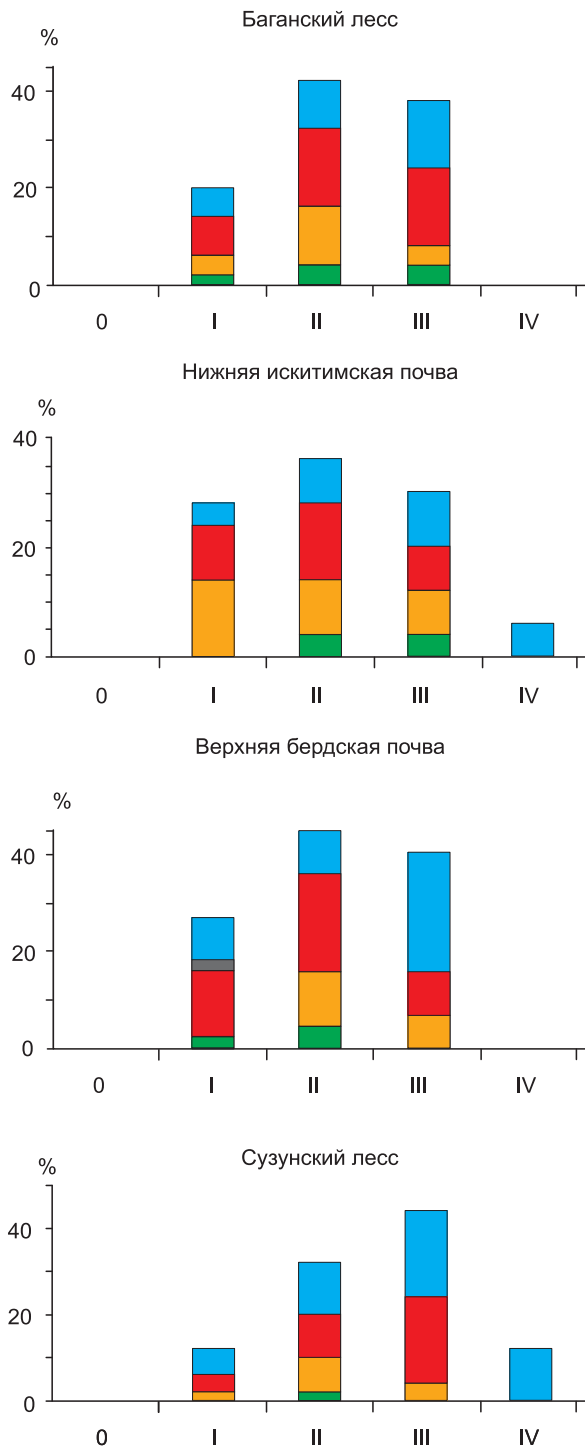 Баганский лесс
%
40
20
0
0 I II III IV
Нижняя искитимская почва
%
40
20
0
0 I II III IV
Верхняя бердская почва
%
40
20
0
0 I II III IV
Сузунский лесс
%
40
20
0
0 I II III IV